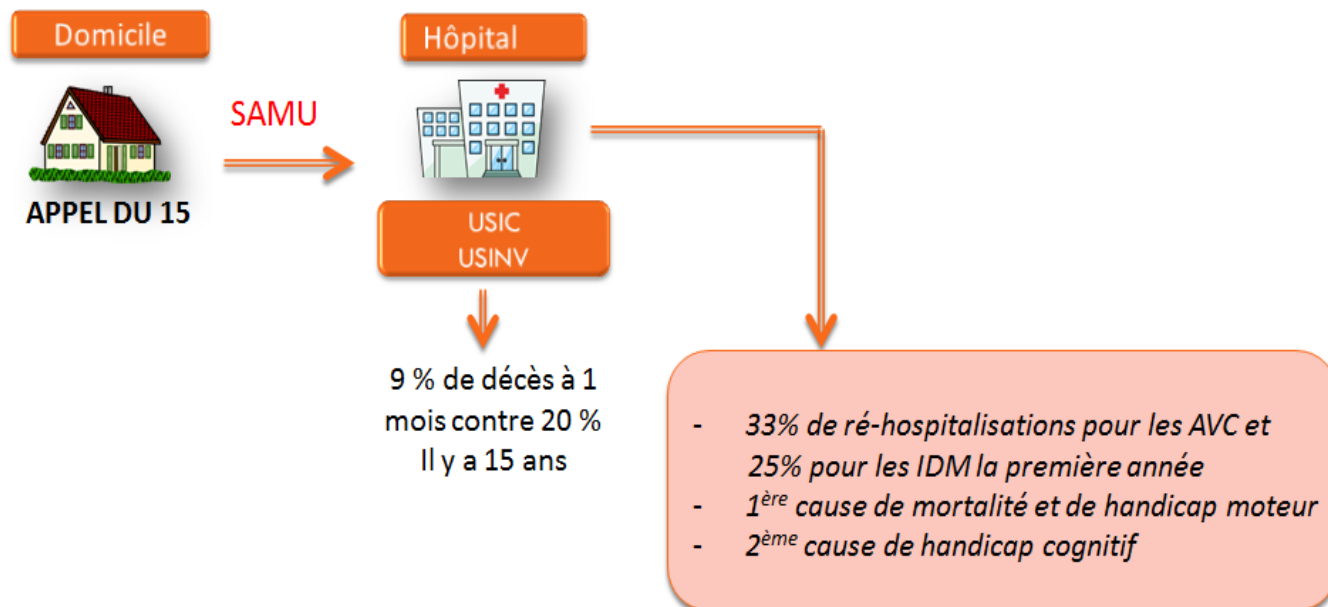 Domicile
Hôpital
SAMU
APPEL DU 15
USIC
USINV
9 % de décès à 1
mois contre 20 %
Il y a 15 ans
- 33% de ré-hospitalisations pour les AVC et
25% pour les IDM la première année
- 1ère cause de mortalité et de handicap moteur
- 2ème cause de handicap cognitif